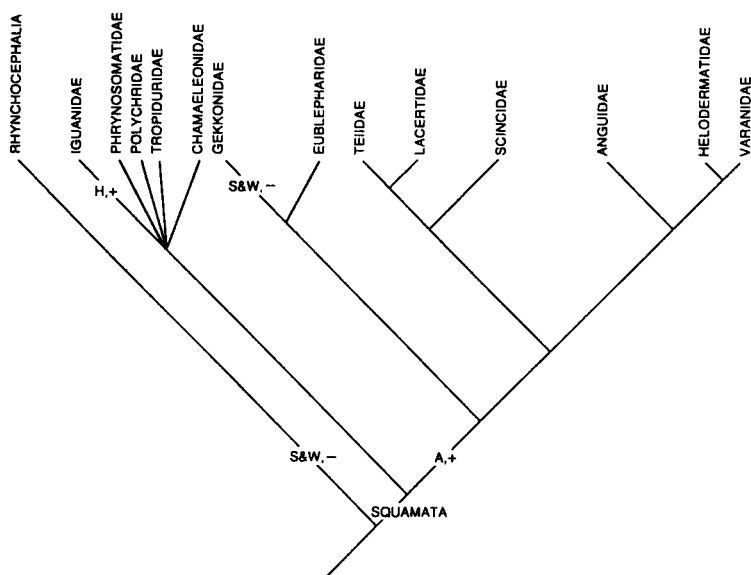 RHYNCHOCEPHALIA
IGUANIDAE
PHRYNOSOMATIDAE
POLYCHRIDAE
TROPIDURIDAE
CHAMAELEONIDAE
GEKKONIDAE
EUBLEPHARIDAE
TEIIDAE
LACERTIDAE
SCINCIDAE
ANGUIDAE
HELODERMATIDAE
VARANIDAE
H,+
S&W,−
S&W,−
A,+
SQUAMATA